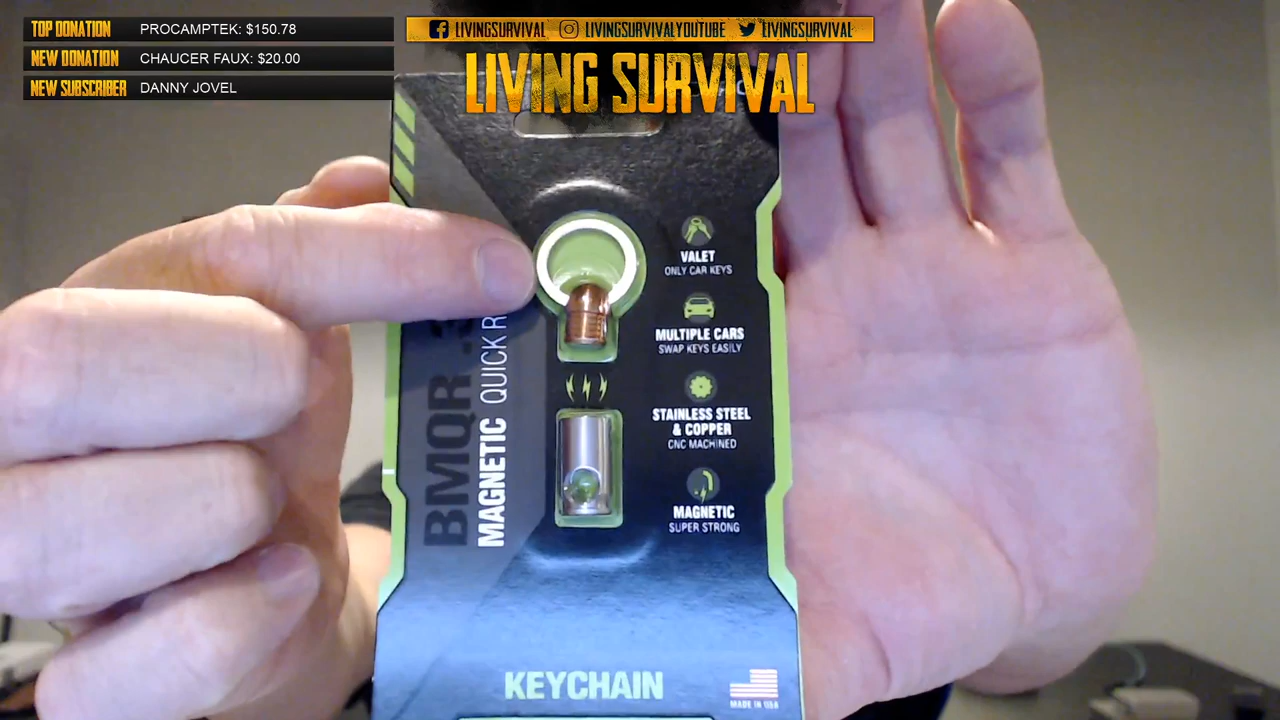 TOP DONATION PROCAMPTEK: $150.78
NEW DONATION CHAUCER FAUX: $20.00
NEW SUBSCRIBER DANNY JOVEL
LIVINGSURVIVAL LIVINGSURVIVALYOUTUBE LIVINGSURVIVAL
LIVING SURVIVAL
VALET
ONLY CAR KEYS
MULTIPLE CARS
SWAP KEYS EASILY
STAINLESS STEEL
& COPPER
CNC MACHINED
MAGNETIC
SUPER STRONG
BMQR
MAGNETIC QUICK
KEYCHAIN
MADE IN USA